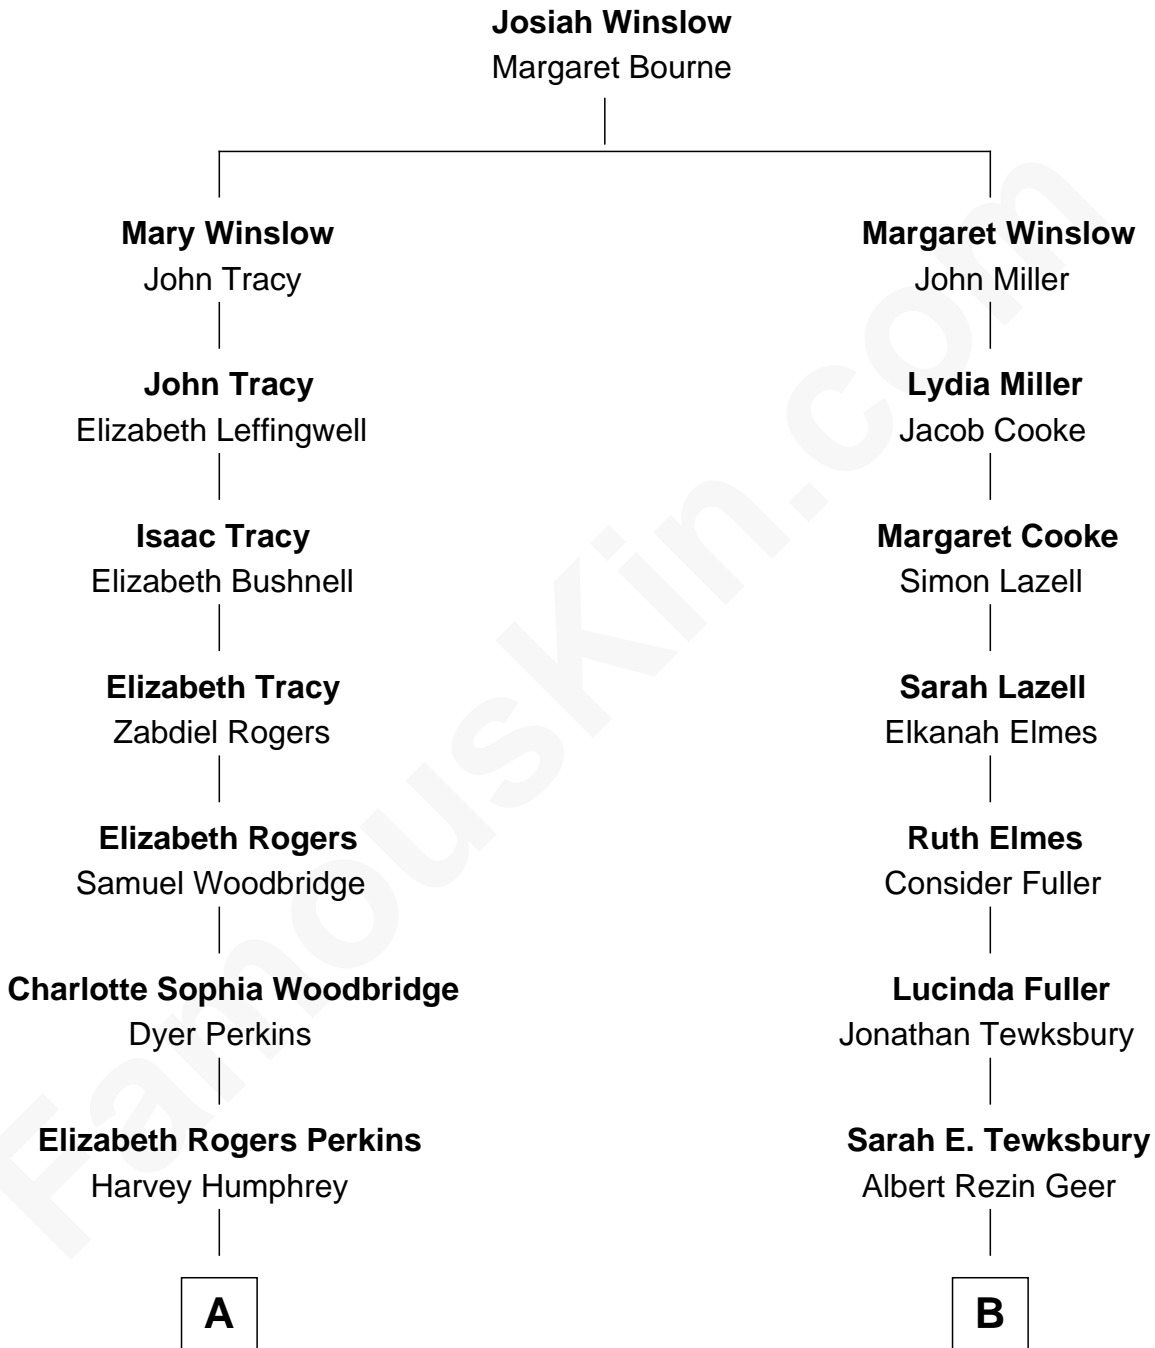 Josiah Winslow
Margaret Bourne
Mary Winslow
John Tracy
Margaret Winslow
John Miller
John Tracy
Elizabeth Leffingwell
Lydia Miller
Jacob Cooke
Isaac Tracy
Elizabeth Bushnell
Margaret Cooke
Simon Lazell
Elizabeth Tracy
Zabdiel Rogers
Sarah Lazell
Elkanah Elmes
Elizabeth Rogers
Samuel Woodbridge
Ruth Elmes
Consider Fuller
Charlotte Sophia Woodbridge
Dyer Perkins
Lucinda Fuller
Jonathan Tewksbury
Elizabeth Rogers Perkins
Harvey Humphrey
Sarah E. Tewksbury
Albert Rezin Geer
A
B
FamousKin.com